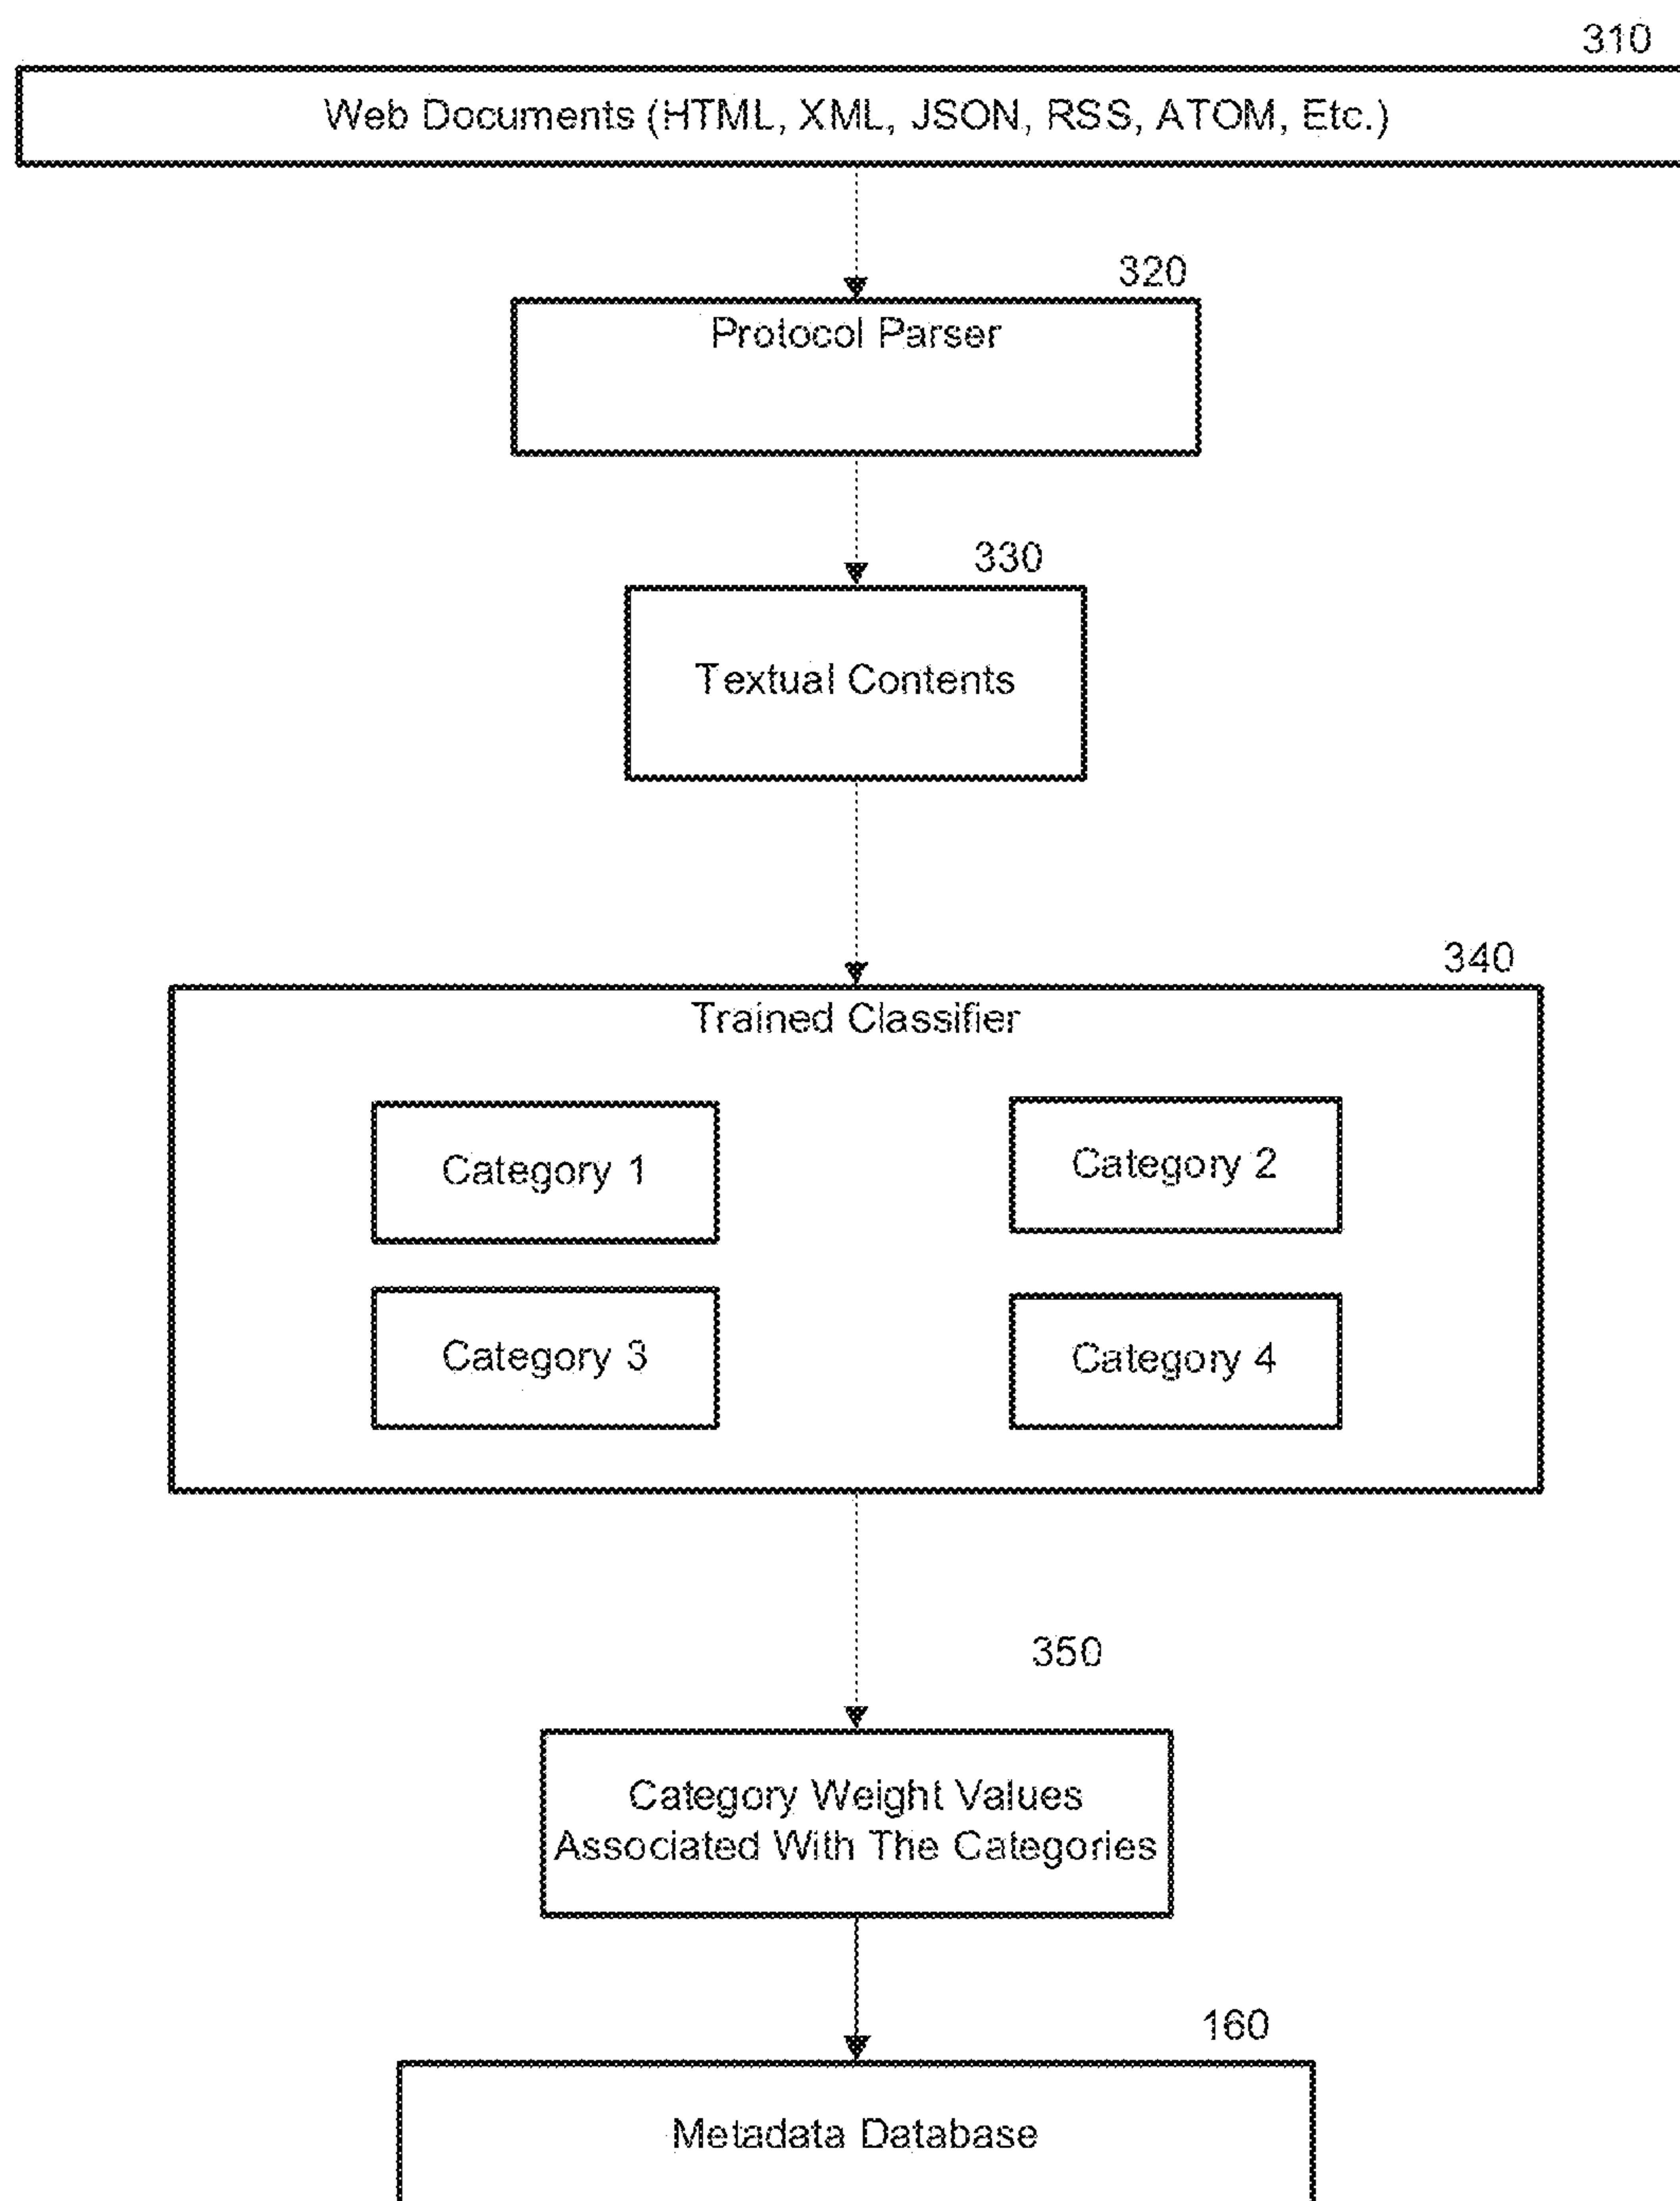 310
Web Documents (HTML, XML, JSON, RSS, ATOM, Etc.)
320
Protocol Parser
330
Textual Contents
340
Trained Classifier
Category 1
Category 2
Category 3
Category 4
350
Category Weight Values
Associated With The Categories
160
Metadata Database